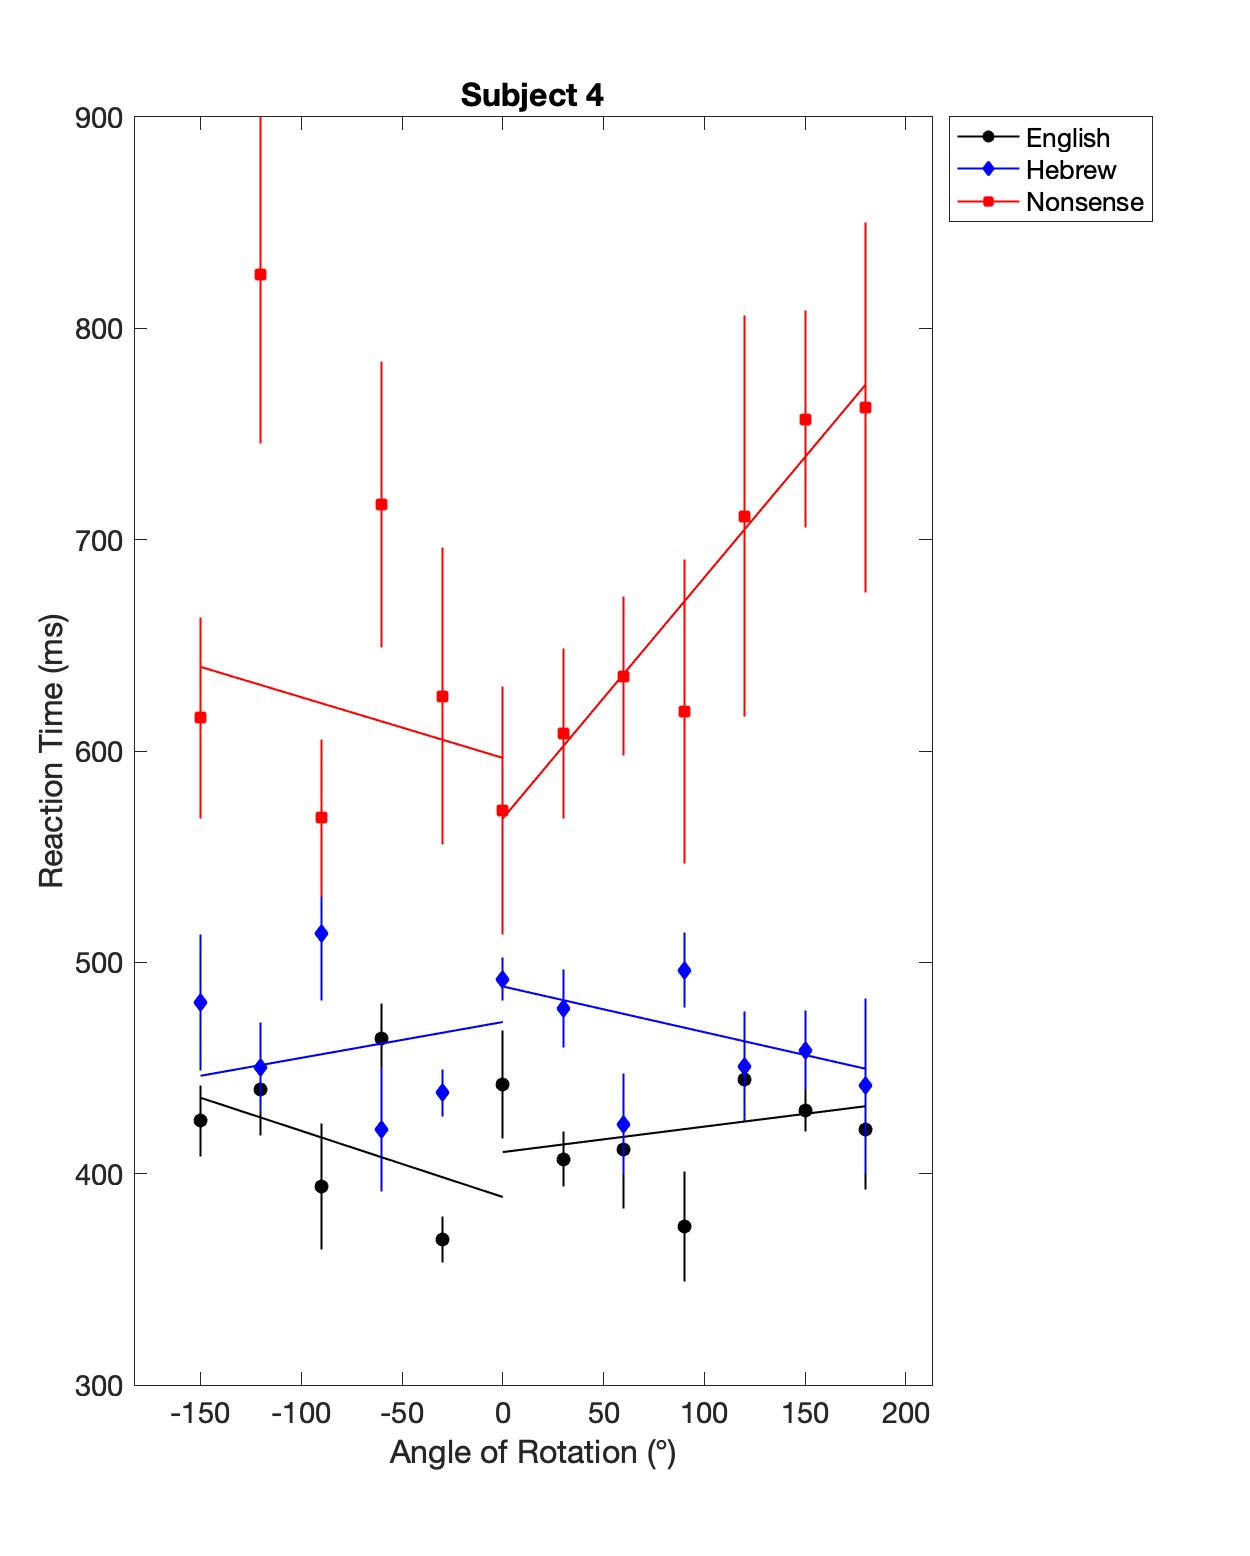 Subject 4
English
Hebrew
Nonsense
900
800
700
600
500
400
300
Reaction Time (ms)
-150 -100 -50 0 50 100 150 200
Angle of Rotation (°)